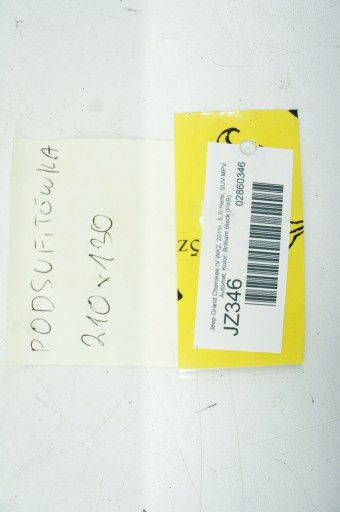 PODSUFITÓWKA
210 x 130
02860346
Jeep Grand Cherokee IV WK2, 2011r., 5.7i Hemi, SUV MPV,
Automat, Kolor: Brilliant Black (PXR)
JZ346